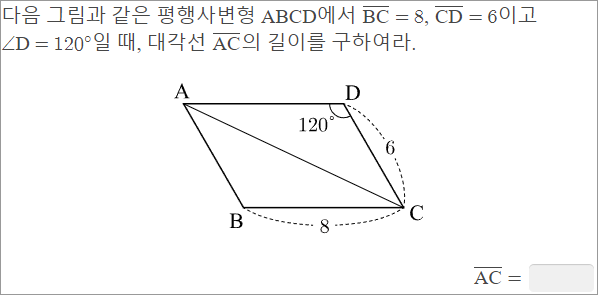 다음 그림과 같은 평행사변형 ABCD에서 $\overline{BC}$ = 8, $\overline{CD}$ = 6이고
∠D = 120°일 때, 대각선 $\overline{AC}$의 길이를 구하여라.
A
D
120°
6
B
8
C
$\overline{AC}$ =